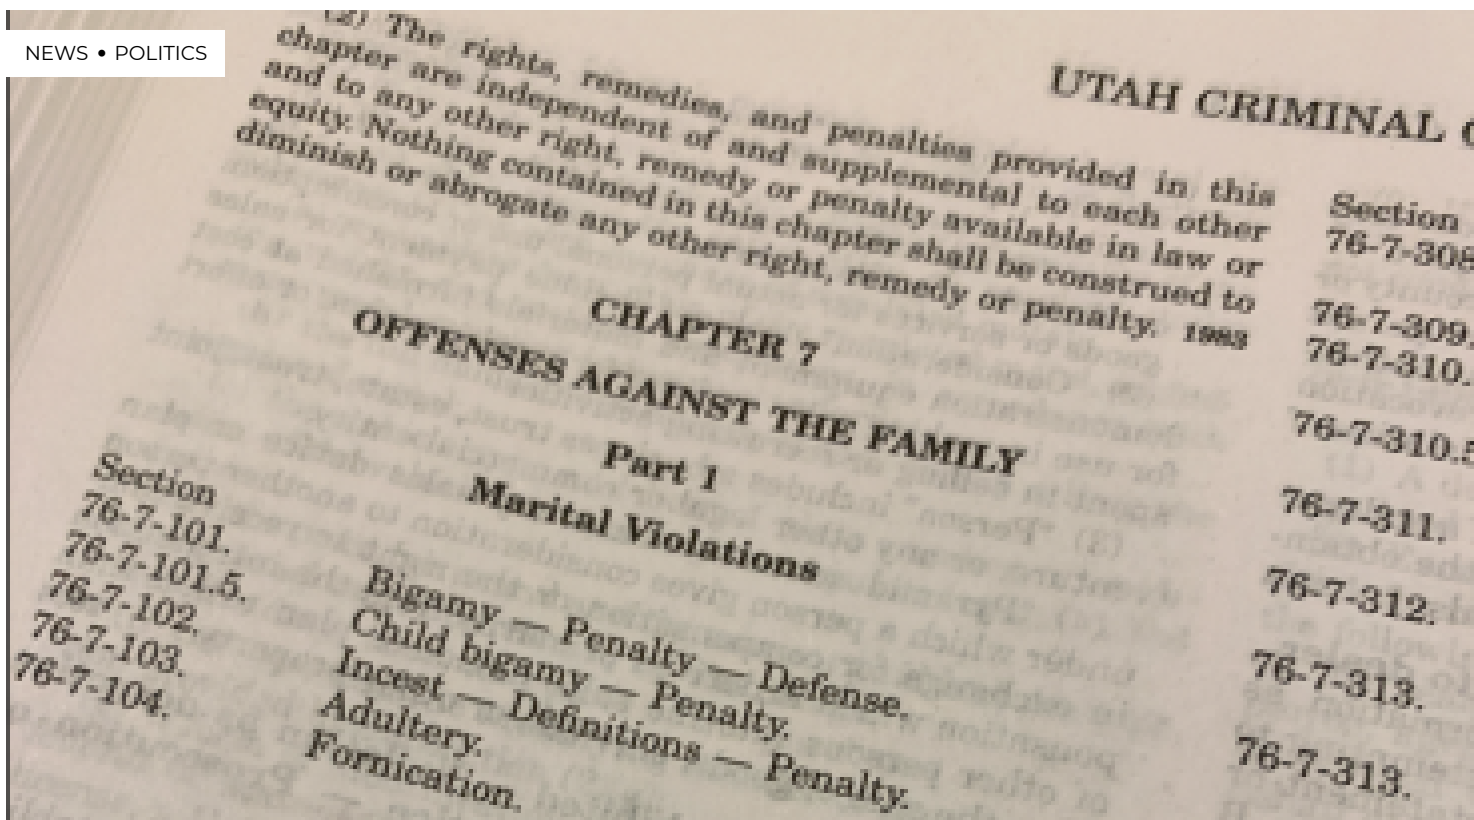 NEWS • POLITICS
(2) The rights, remedies, and penalties provided in this
chapter are independent of and supplemental to each other
and to any other right, remedy or penalty available in law or
equity. Nothing contained in this chapter shall be construed to
diminish or abrogate any other right, remedy or penalty. 1983
CHAPTER 7
OFFENSES AGAINST THE FAMILY
Part 1
Marital Violations
Section
76-7-101. Bigamy — Penalty — Defense.
76-7-101.5. Child bigamy — Penalty.
76-7-102. Incest — Definitions — Penalty.
76-7-103. Adultery.
76-7-104. Fornication.
UTAH CRIMINAL
Section
76-7-308
76-7-309.
76-7-310.
76-7-310.5
76-7-311.
76-7-312.
76-7-313.
76-7-313.